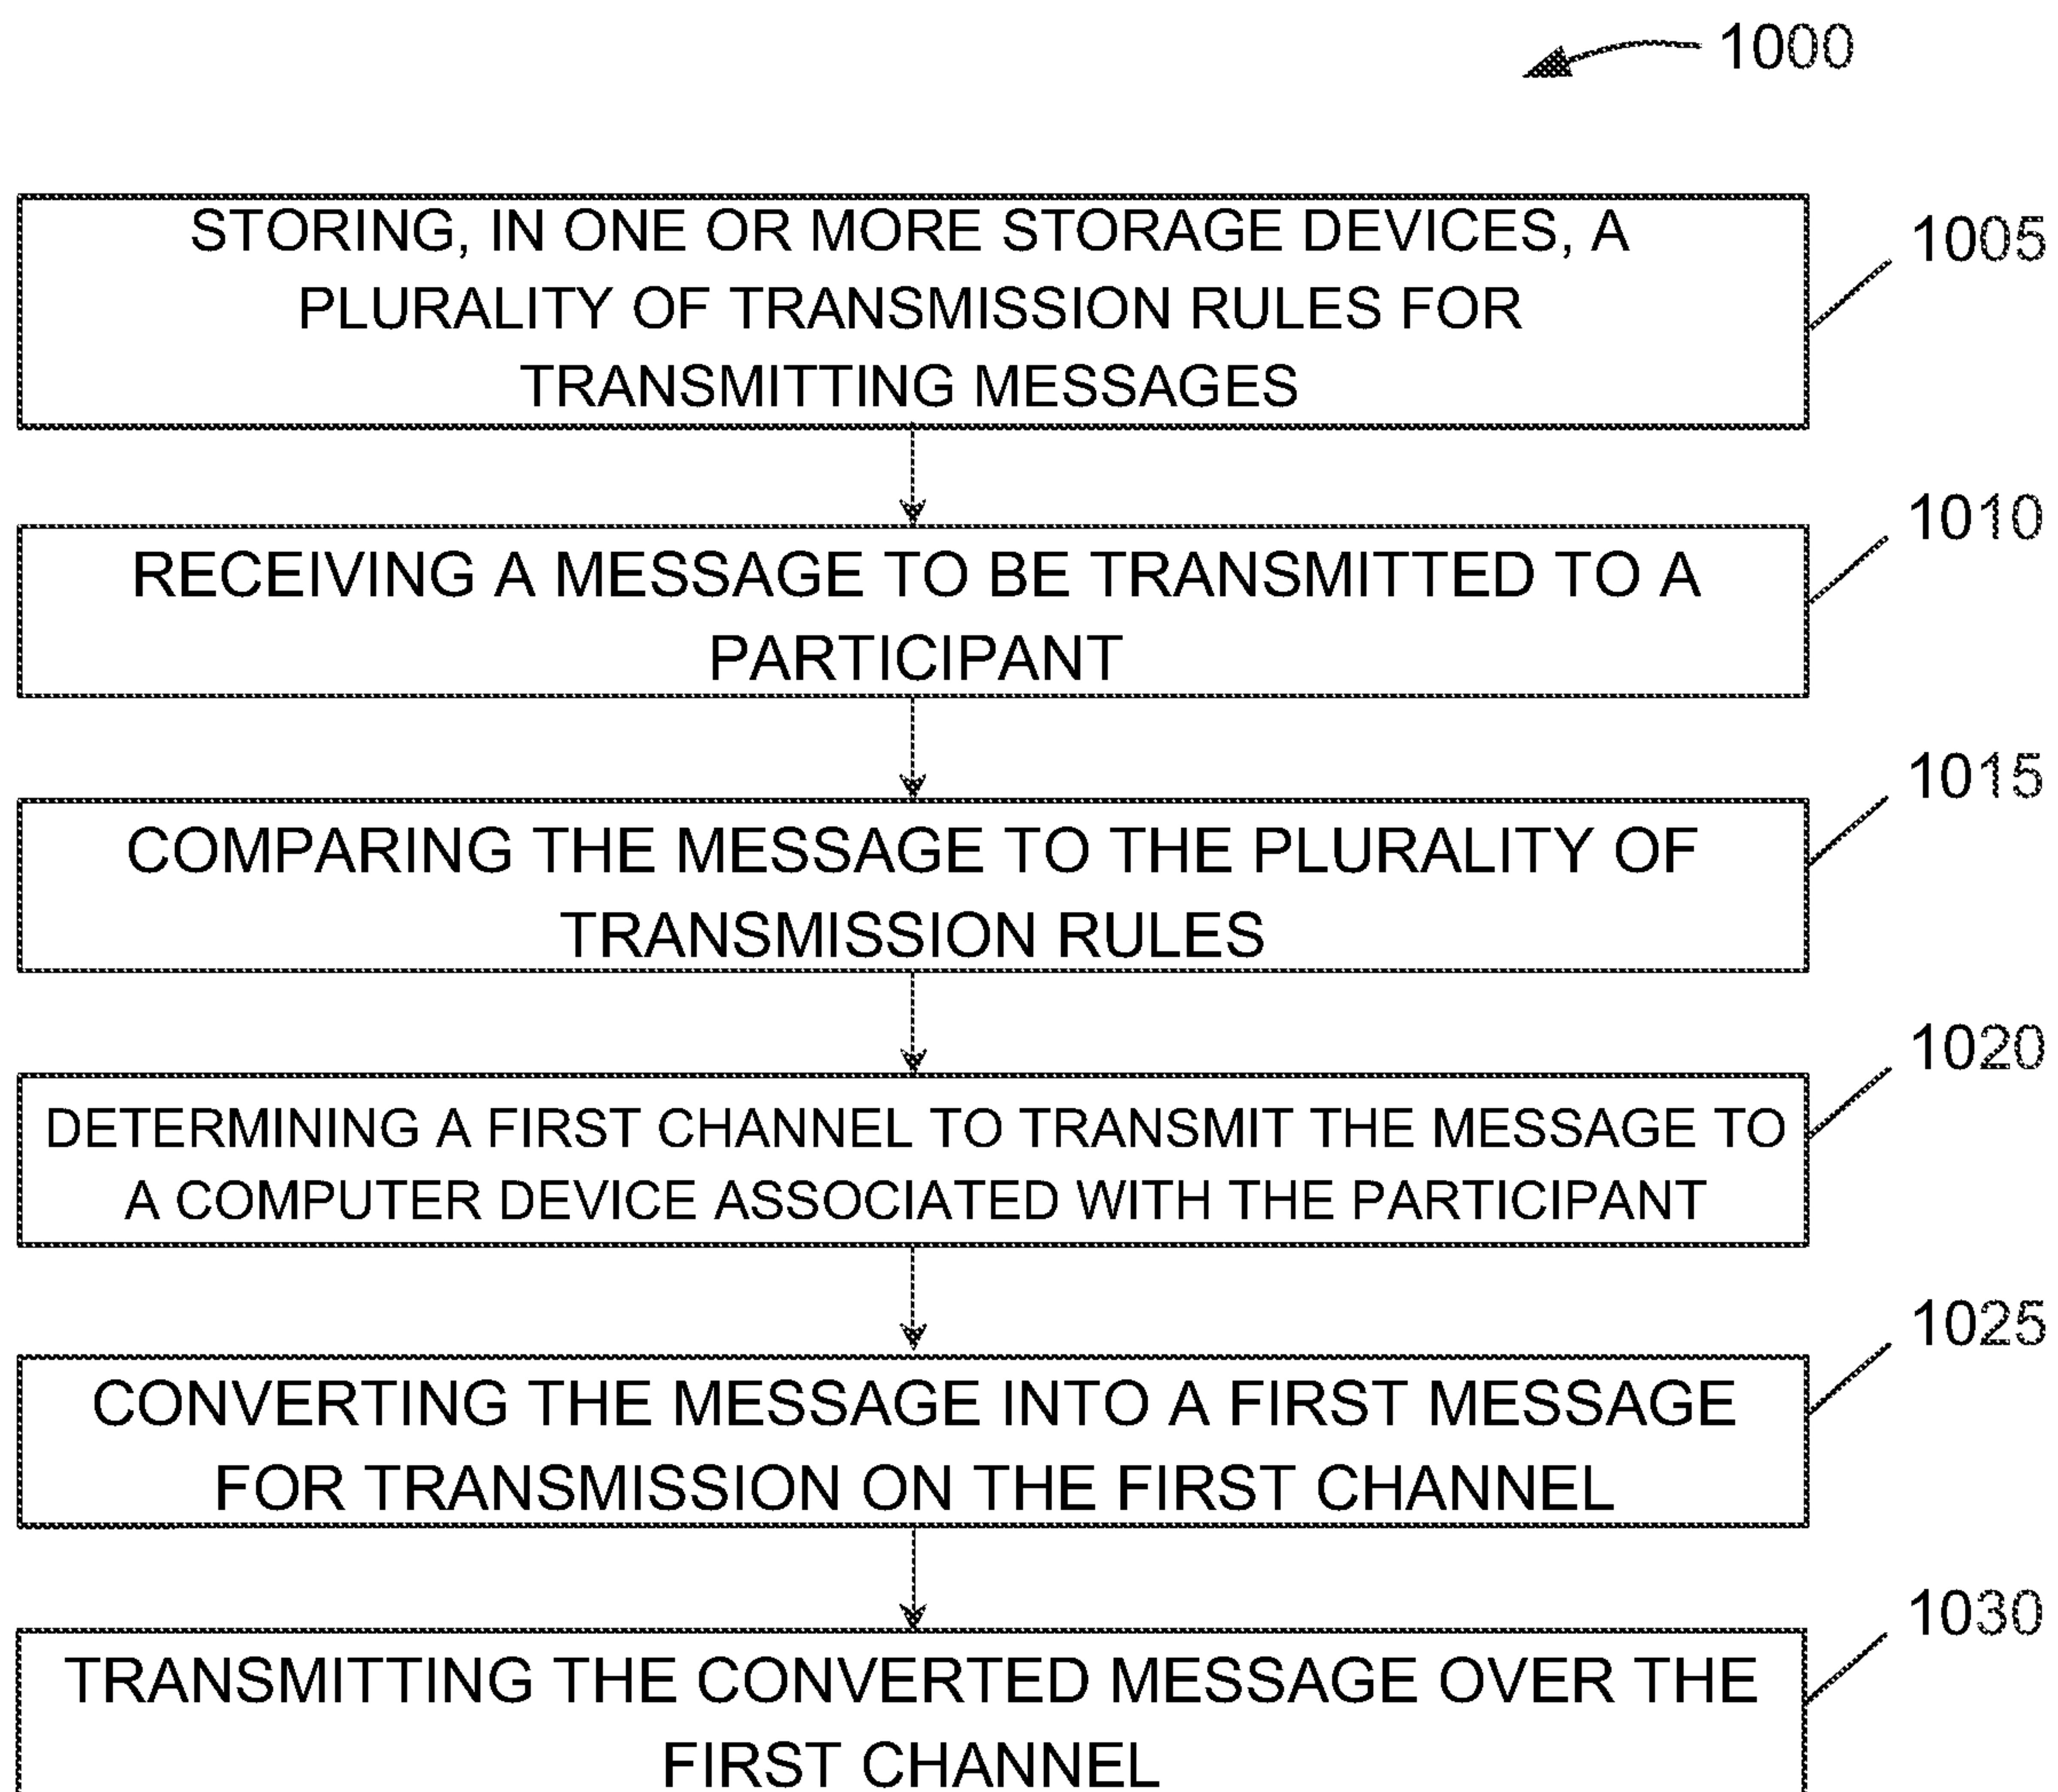 1000
STORING, IN ONE OR MORE STORAGE DEVICES, A
PLURALITY OF TRANSMISSION RULES FOR
TRANSMITTING MESSAGES
1005
RECEIVING A MESSAGE TO BE TRANSMITTED TO A
PARTICIPANT
1010
COMPARING THE MESSAGE TO THE PLURALITY OF
TRANSMISSION RULES
1015
DETERMINING A FIRST CHANNEL TO TRANSMIT THE MESSAGE TO
A COMPUTER DEVICE ASSOCIATED WITH THE PARTICIPANT
1020
CONVERTING THE MESSAGE INTO A FIRST MESSAGE
FOR TRANSMISSION ON THE FIRST CHANNEL
1025
TRANSMITTING THE CONVERTED MESSAGE OVER THE
FIRST CHANNEL
1030